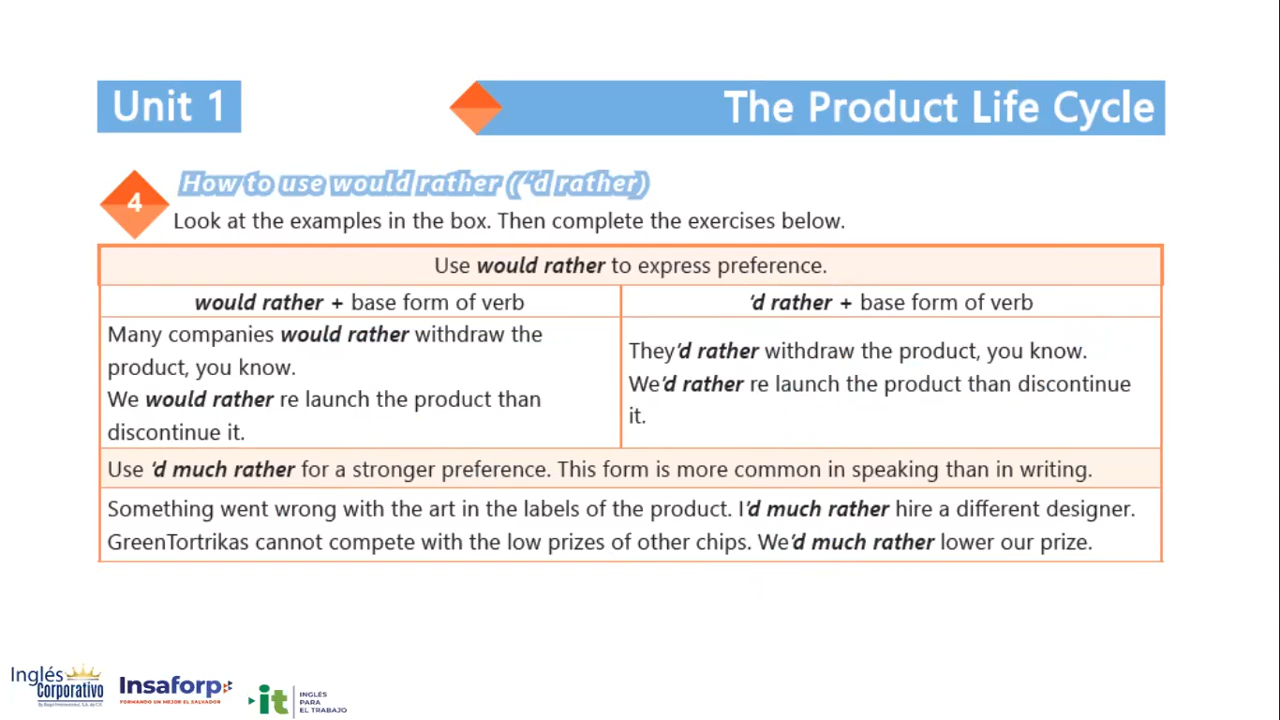 Unit 1
The Product Life Cycle
4
How to use would rather ((‘d rather)
Look at the examples in the box. Then complete the exercises below.
Use would rather to express preference.
would rather + base form of verb
‘d rather + base form of verb
Many companies would rather withdraw the
product, you know.
We would rather re launch the product than
discontinue it.
They’d rather withdraw the product, you know.
We’d rather re launch the product than discontinue
it.
Use ‘d much rather for a stronger preference. This form is more common in speaking than in writing.
Something went wrong with the art in the labels of the product. I’d much rather hire a different designer.
GreenTortrikas cannot compete with the low prizes of other chips. We’d much rather lower our prize.
Inglés
Corporativo
Insaforp
FORMANDO UN MEJOR EL SALVADOR
it
INGLÉS
PARA
EL TRABAJO